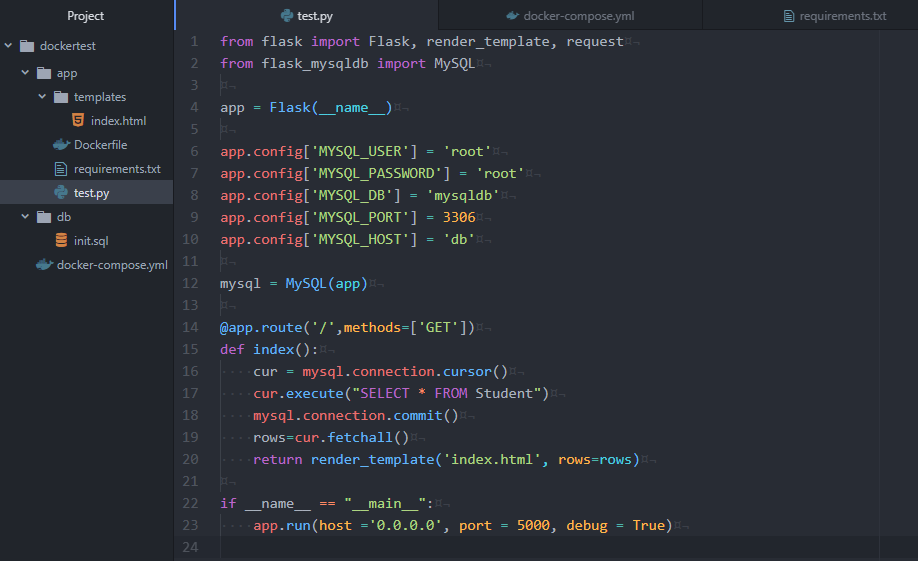 Project
dockertest
app
templates
index.html
Dockerfile
requirements.txt
test.py
db
init.sql
docker-compose.yml
test.py
docker-compose.yml
requirements.txt
1 from flask import Flask, render_template, request¤¬
2 from flask_mysqldb import MySQL¤¬
3 ¤¬
4 app = Flask(__name__)¤¬
5 ¤¬
6 app.config['MYSQL_USER'] = 'root'¤¬
7 app.config['MYSQL_PASSWORD'] = 'root'¤¬
8 app.config['MYSQL_DB'] = 'mysqldb'¤¬
9 app.config['MYSQL_PORT'] = 3306¤¬
10 app.config['MYSQL_HOST'] = 'db'¤¬
11 ¤¬
12 mysql = MySQL(app)¤¬
13 ¤¬
14 @app.route('/',methods=['GET'])¤¬
15 def index():¤¬
16 ····cur = mysql.connection.cursor()¤¬
17 ····cur.execute("SELECT * FROM Student")¤¬
18 ····mysql.connection.commit()¤¬
19 ····rows=cur.fetchall()¤¬
20 ····return render_template('index.html', rows=rows)¤¬
21 ¤¬
22 if __name__ == "__main__":¤¬
23 ····app.run(host ='0.0.0.0', port = 5000, debug = True)¤¬
24